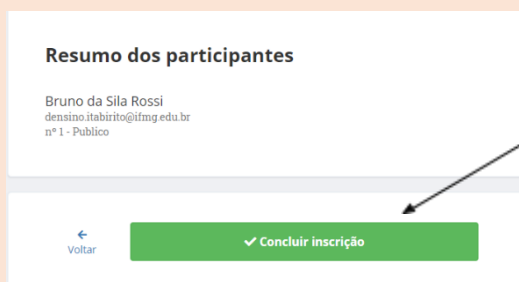 Resumo dos participantes
Bruno da Sila Rossi
densino.itabirito@ifmg.edu.br
nº 1 - Publico
Voltar
Concluir inscrição